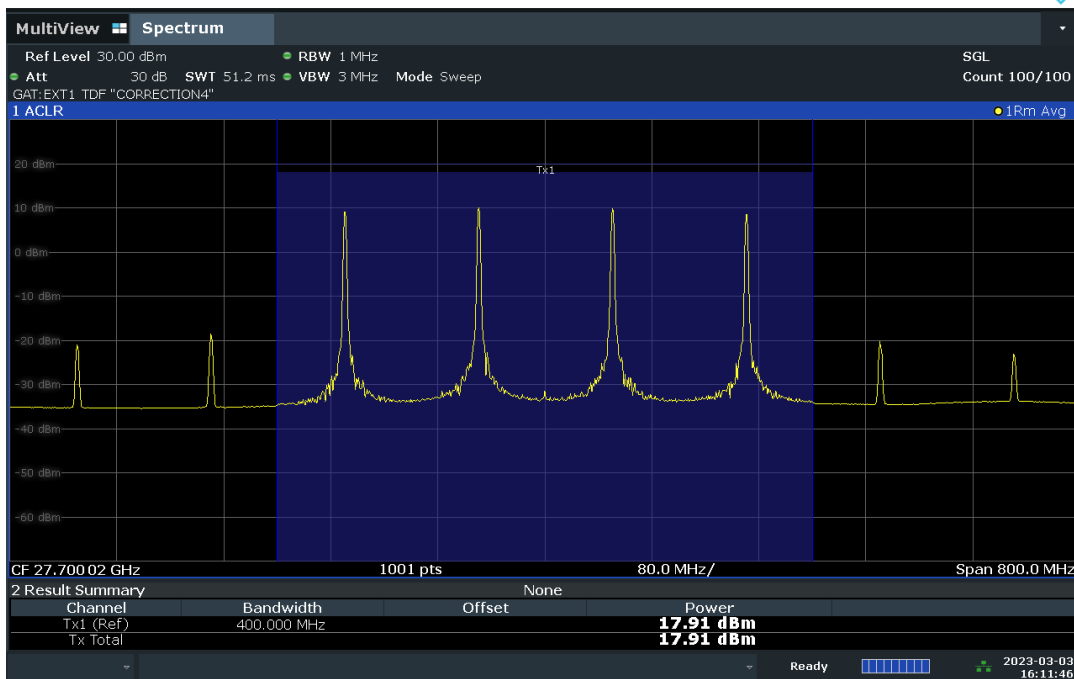 MultiView Spectrum
Ref Level 30.00 dBm RBW 1 MHz SGL
Att 30 dB SWT 51.2 ms VBW 3 MHz Mode Sweep Count 100/100
GAT:EXT1 TDF "CORRECTION4"
1 ACLR 1Rm Avg
Tx1
20 dBm
10 dBm
0 dBm
-10 dBm
-20 dBm
-30 dBm
-40 dBm
-50 dBm
-60 dBm
CF 27.700 02 GHz 1001 pts 80.0 MHz/ Span 800.0 MHz
2 Result Summary None
Channel Bandwidth Offset Power
Tx1 (Ref) 400.000 MHz 17.91 dBm
Tx Total 17.91 dBm
Ready 2023-03-03
16:11:46